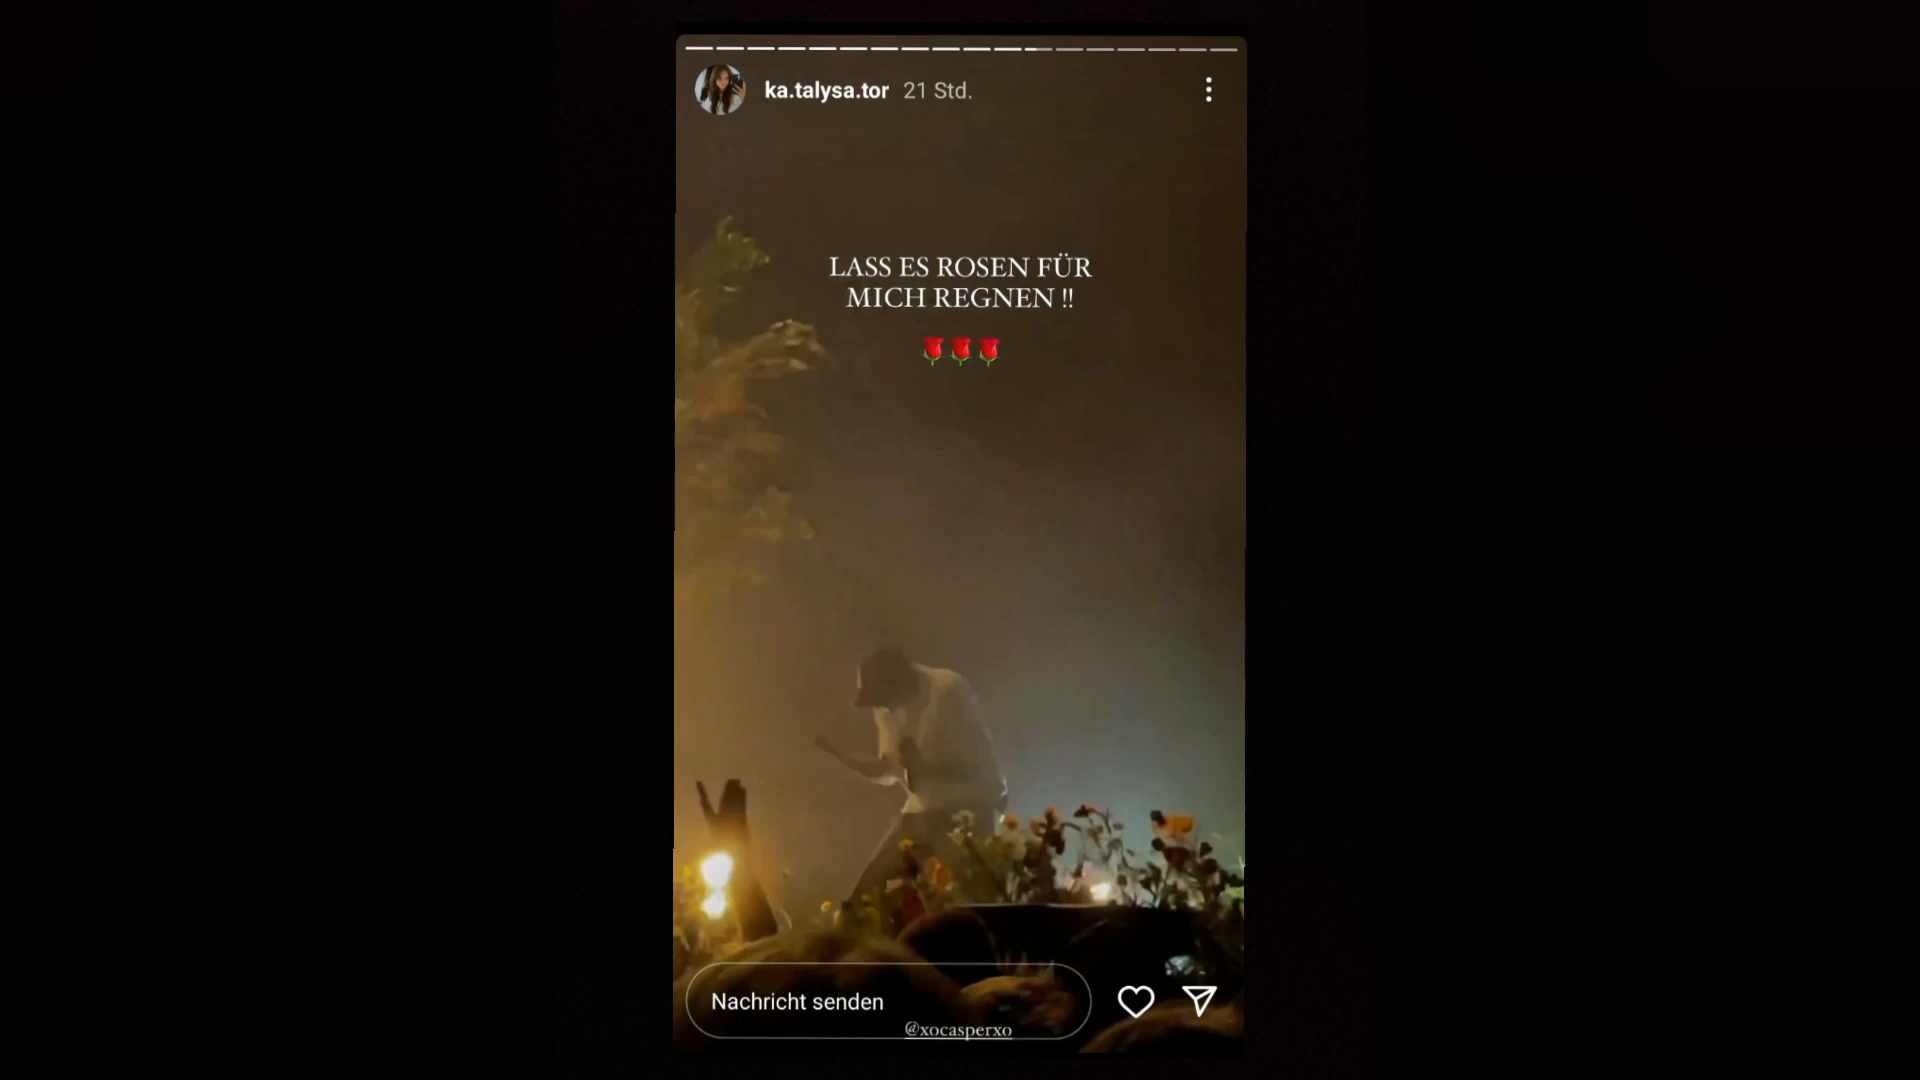 ka.talysa.tor 21 Std.
LASS ES ROSEN FÜR
MICH REGNEN !!
🌹🌹🌹
Nachricht senden
@xocasperxo